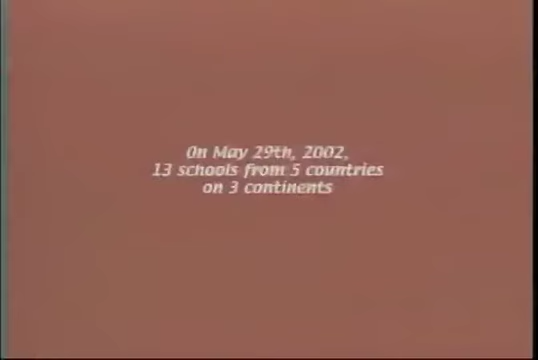 On May 29th, 2002,
13 schools from 5 countries
on 3 continents